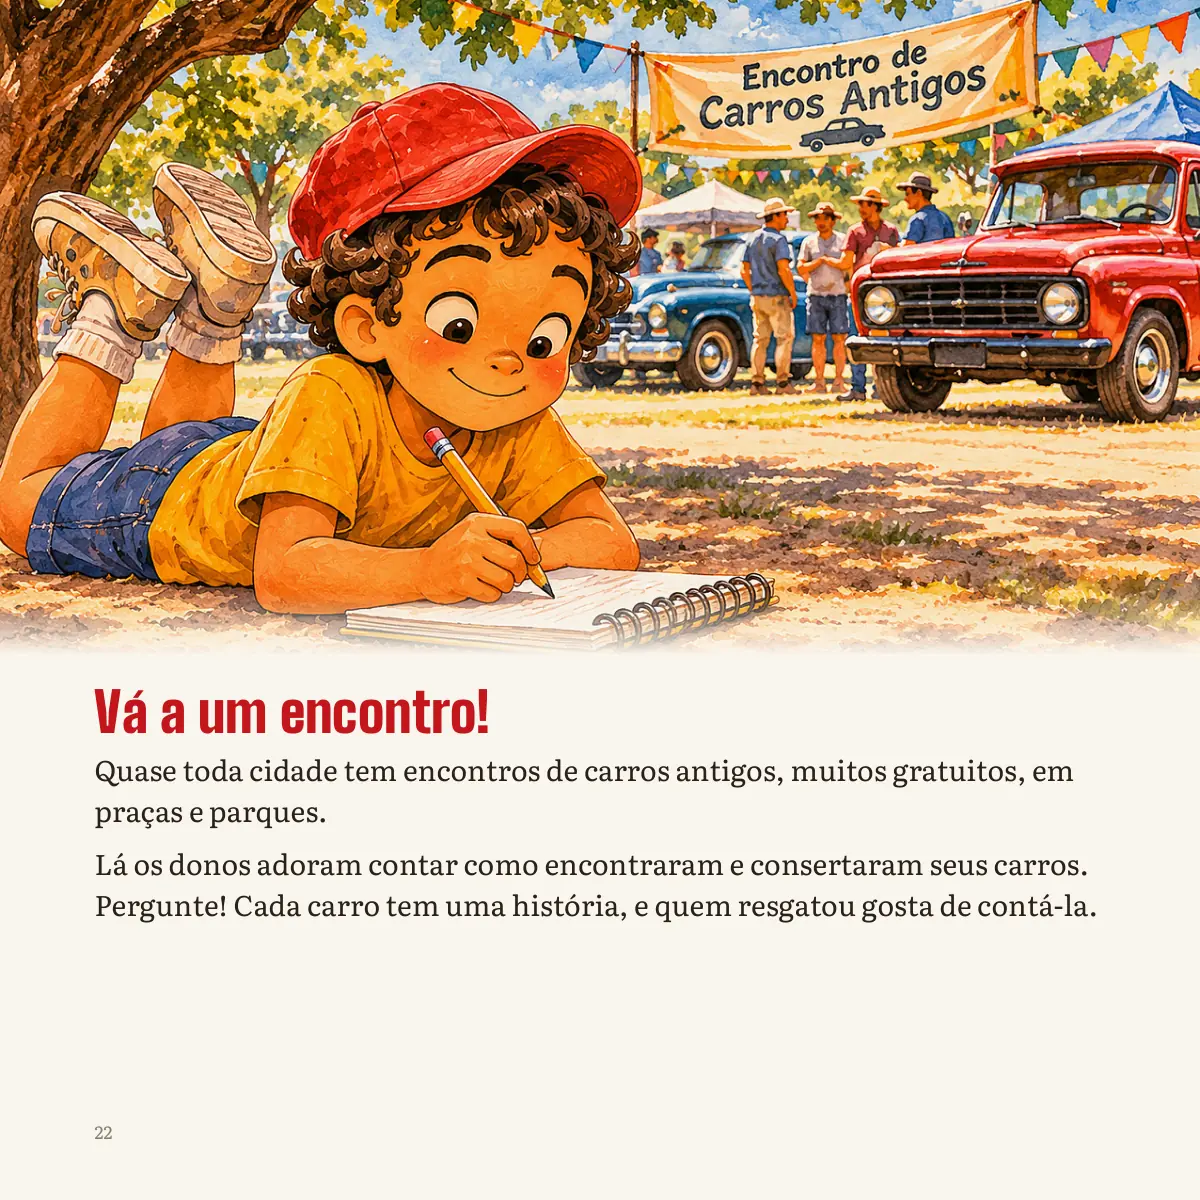 Encontro de
Carros Antigos
Vá a um encontro!
Quase toda cidade tem encontros de carros antigos, muitos gratuitos, em
praças e parques.
Lá os donos adoram contar como encontraram e consertaram seus carros.
Pergunte! Cada carro tem uma história, e quem resgatou gosta de contá-la.
22